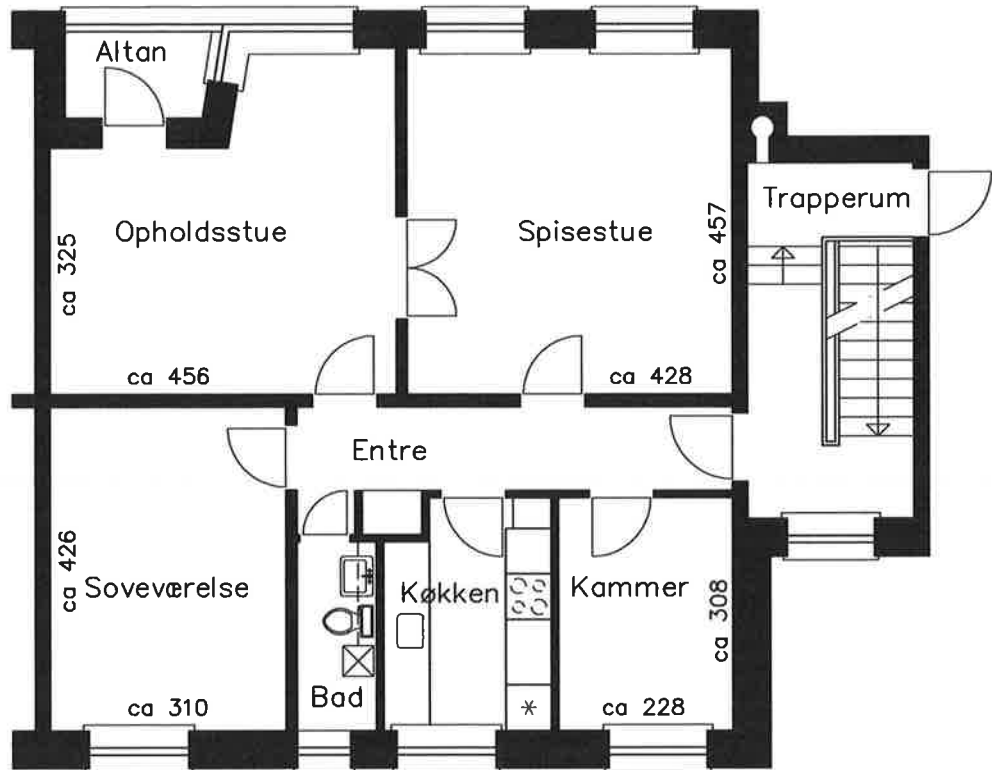 Altan
Trapperum
Opholdsstue
Spisestue
ca 325
ca 457
ca 456
ca 428
Entre
ca 426
Soveværelse
Køkken
Kammer
ca 308
Bad
ca 310
ca 228
*